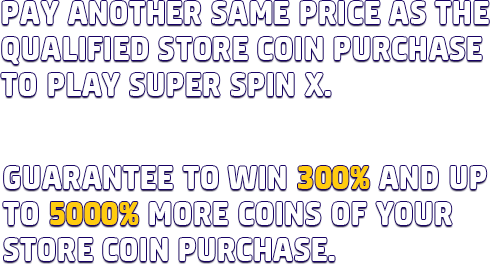 PAY ANOTHER SAME PRICE AS THE
QUALIFIED STORE COIN PURCHASE
TO PLAY SUPER SPIN X.
GUARANTEE TO WIN 300% AND UP
TO 5000% MORE COINS OF YOUR
STORE COIN PURCHASE.